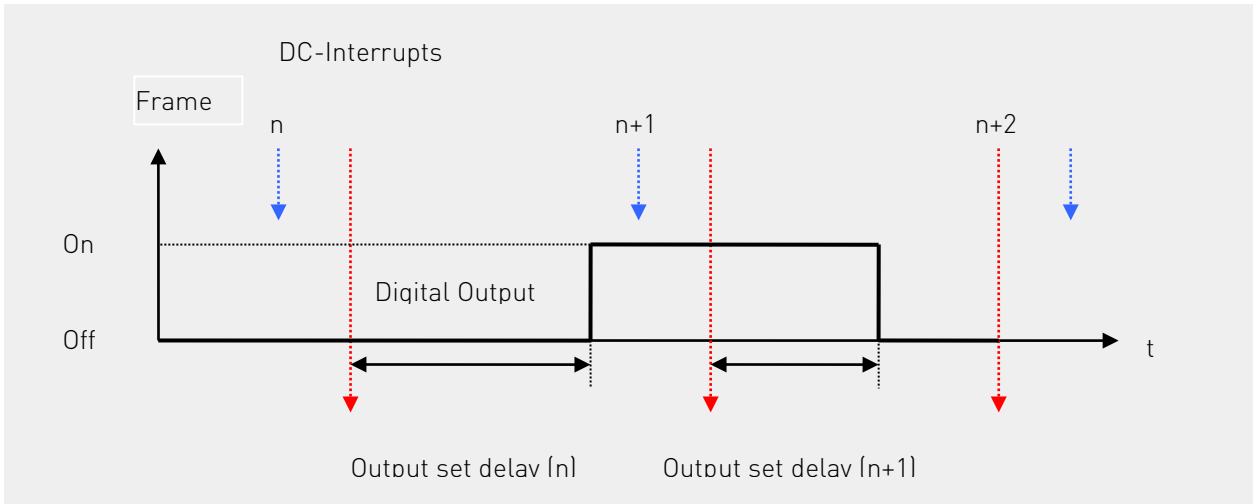 DC-Interrupts
Frame
n
n+1
n+2
On
Digital Output
Off
t
Output set delay (n)
Output set delay (n+1)